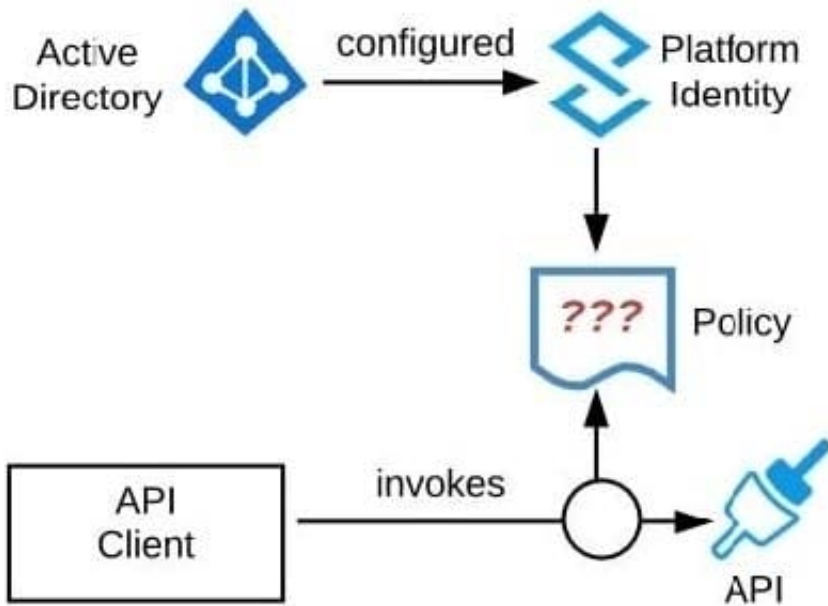 Active
Directory
configured
Platform
Identity
???
Policy
API
Client
invokes
API